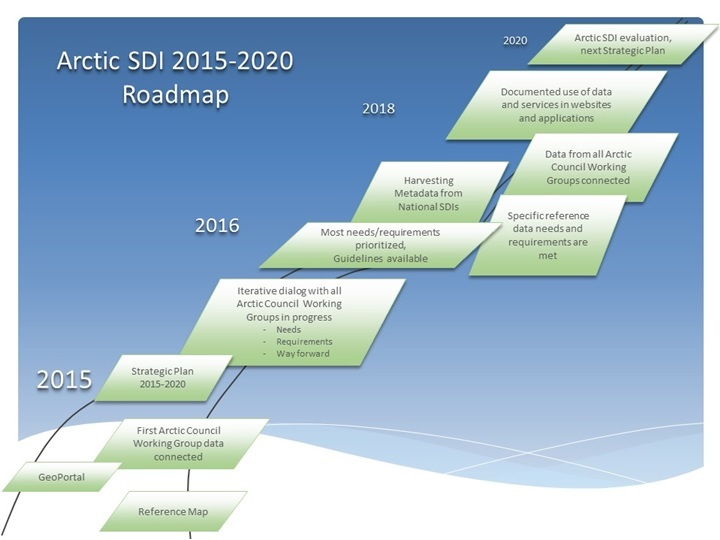 Arctic SDI 2015-2020
Roadmap
2020
Arctic SDI evaluation,
next Strategic Plan
2018
Documented use of data
and services in websites
and applications
Data from all Arctic
Council Working
Groups connected
Harvesting
Metadata from
National SDIs
Specific reference
data needs and
requirements are
met
2016
Most needs/requirements
prioritized,
Guidelines available
Iterative dialog with all
Arctic Council Working
Groups in progress
- Needs
- Requirements
- Way forward
2015
Strategic Plan
2015-2020
First Arctic Council
Working Group data
connected
GeoPortal
Reference Map